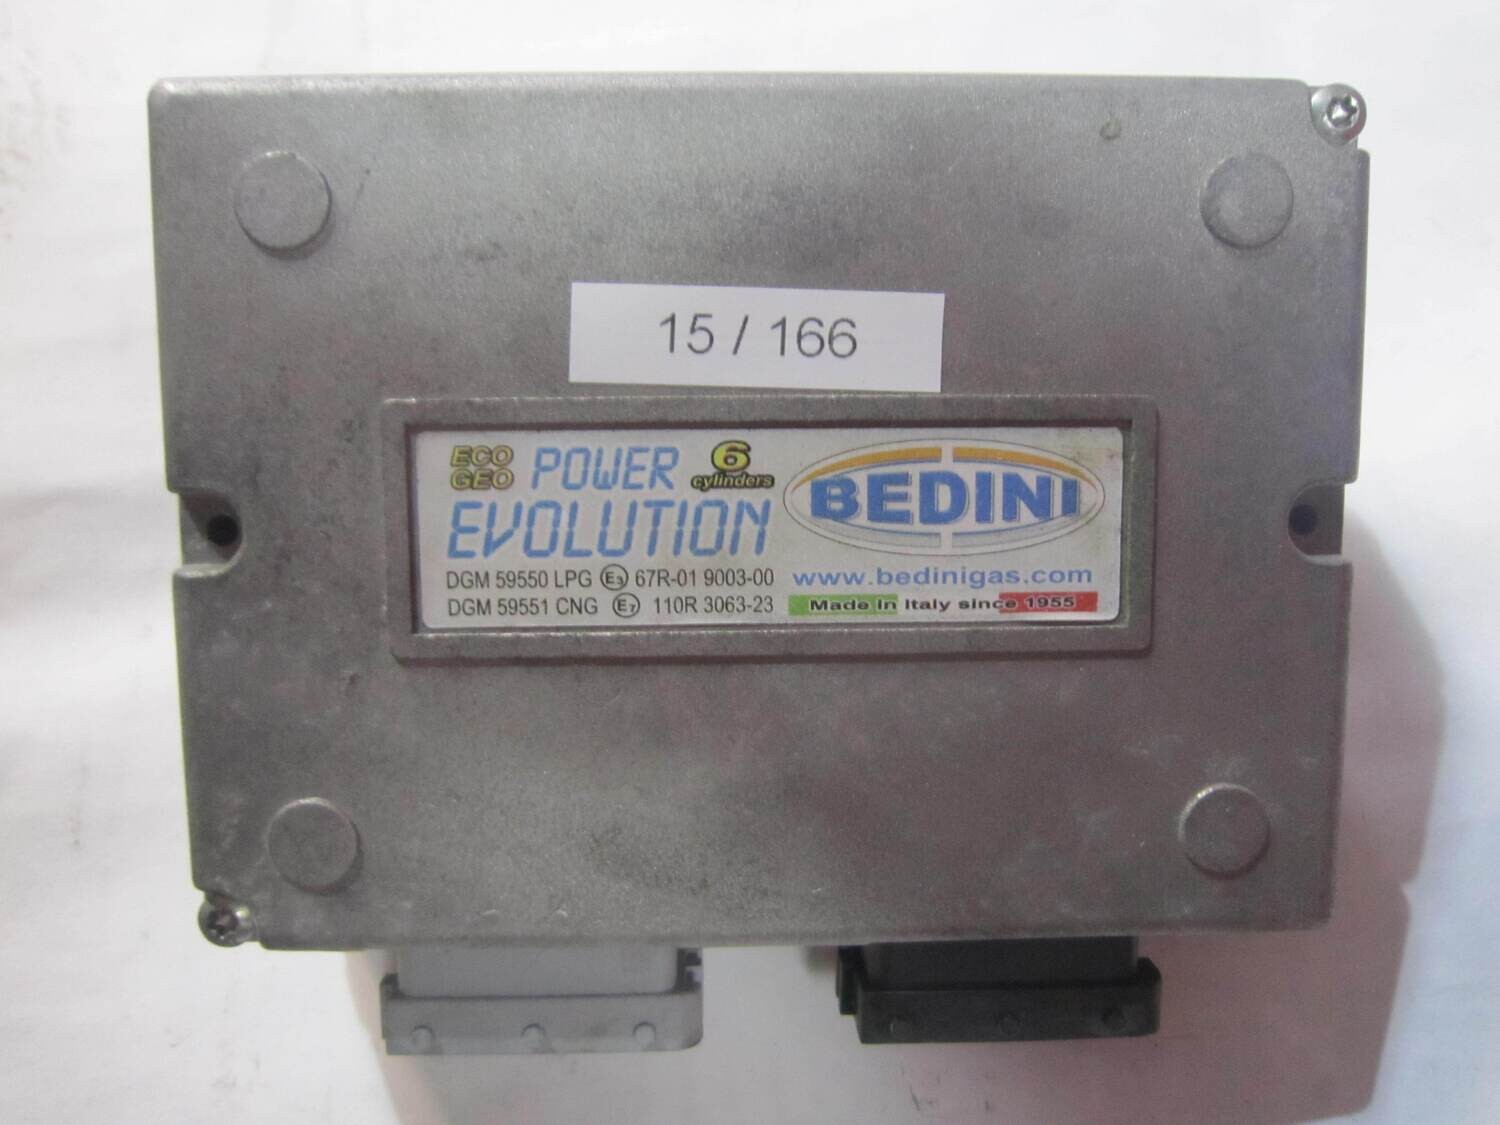 15 / 166
ECO GEO POWER 6 cylinders
EVOLUTION
BEDINI
DGM 59550 LPG E3 67R-01 9003-00
DGM 59551 CNG E7 110R 3063-23
www.bedinigas.com
Made in Italy since 1955